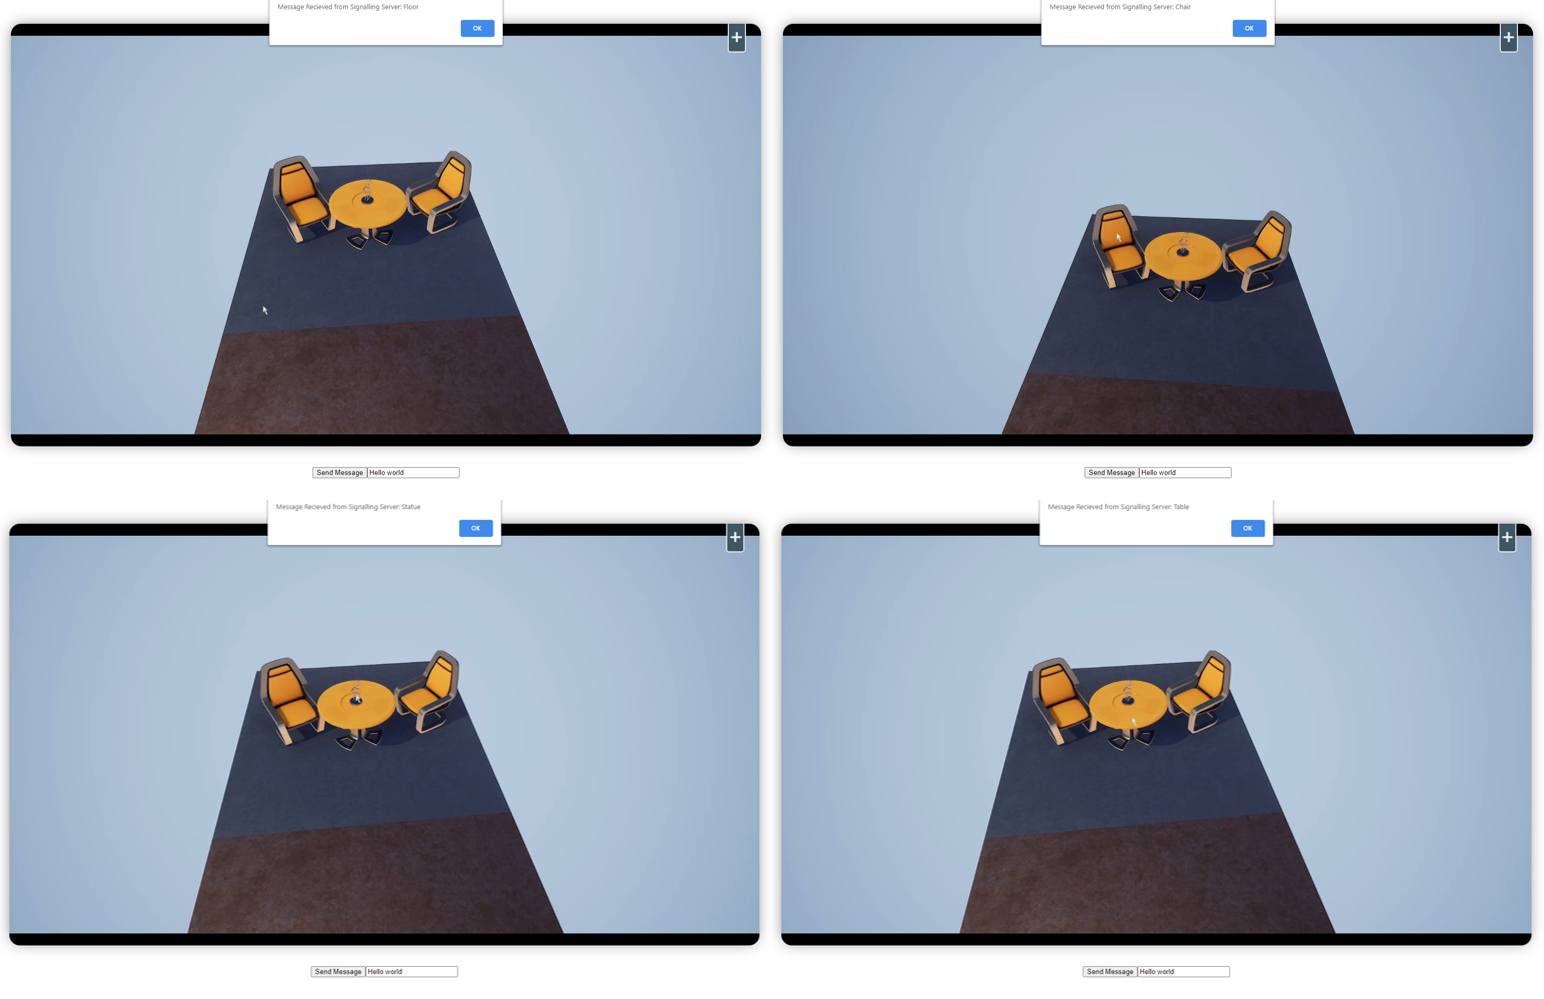 Message Recieved from Signalling Server: Floor
OK
+
Send Message Hello world
Message Recieved from Signalling Server: Chair
OK
+
Send Message Hello world
Message Recieved from Signalling Server: Statue
OK
+
Send Message Hello world
Message Recieved from Signalling Server: Table
OK
+
Send Message Hello world